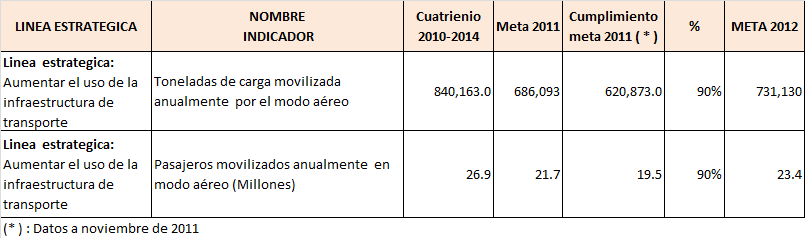 LINEA ESTRATEGICA
NOMBRE
INDICADOR
Cuatrienio
2010-2014
Meta 2011
Cumplimiento
meta 2011 ( * )
%
META 2012
Linea estrategica:
Aumentar el uso de la
infraestructura de
transporte
Toneladas de carga movilizada
anualmente por el modo aéreo
840,163.0
686,093
620,873.0
90%
731,130
Linea estrategica:
Aumentar el uso de la
infraestructura de
transporte
Pasajeros movilizados anualmente en
modo aéreo (Millones)
26.9
21.7
19.5
90%
23.4
(* ) : Datos a noviembre de 2011